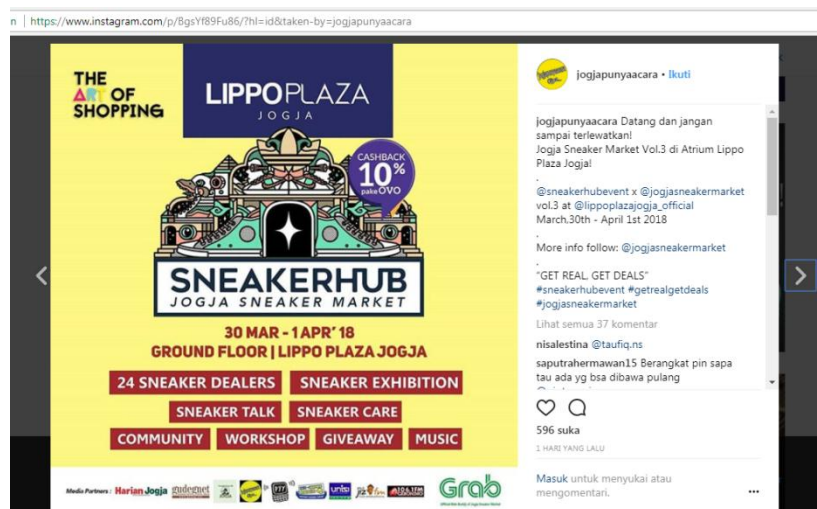 n | https://www.instagram.com/p/BgsYf89Fu86/?hl=id&taken-by=jogjapunyaacara
THE
ART OF
SHOPPING
LIPPO PLAZA
JOGJA
CASHBACK
10%
pake OVO
SNEAKERHUB
JOGJA SNEAKER MARKET
30 MAR - 1 APR' 18
GROUND FLOOR | LIPPO PLAZA JOGJA
24 SNEAKER DEALERS SNEAKER EXHIBITION
SNEAKER TALK SNEAKER CARE
COMMUNITY WORKSHOP GIVEAWAY MUSIC
Media Partners : Harian Jogja gudegnet
Grab
jogjapunyaacara • Ikuti
jogjapunyaacara Datang dan jangan
sampai terlewatkan!
Jogja Sneaker Market Vol.3 di Atrium Lippo
Plaza Jogja!
.
@sneakerhubevent x @jogjasneakermarket
vol.3 at @lippoplazajogja_official
March,30th - April 1st 2018
.
More info follow: @jogjasneakermarket
.
"GET REAL, GET DEALS"
#sneakerhubevent #getrealgetdeals
#jogjasneakermarket
Lihat semua 37 komentar
nisalestina @taufiq.ns
saputrahermawan15 Berangkat pin sapa
tau ada yg bsa dibawa pulang
596 suka
1 HARI YANG LALU
Masuk untuk menyukai atau
mengomentari.